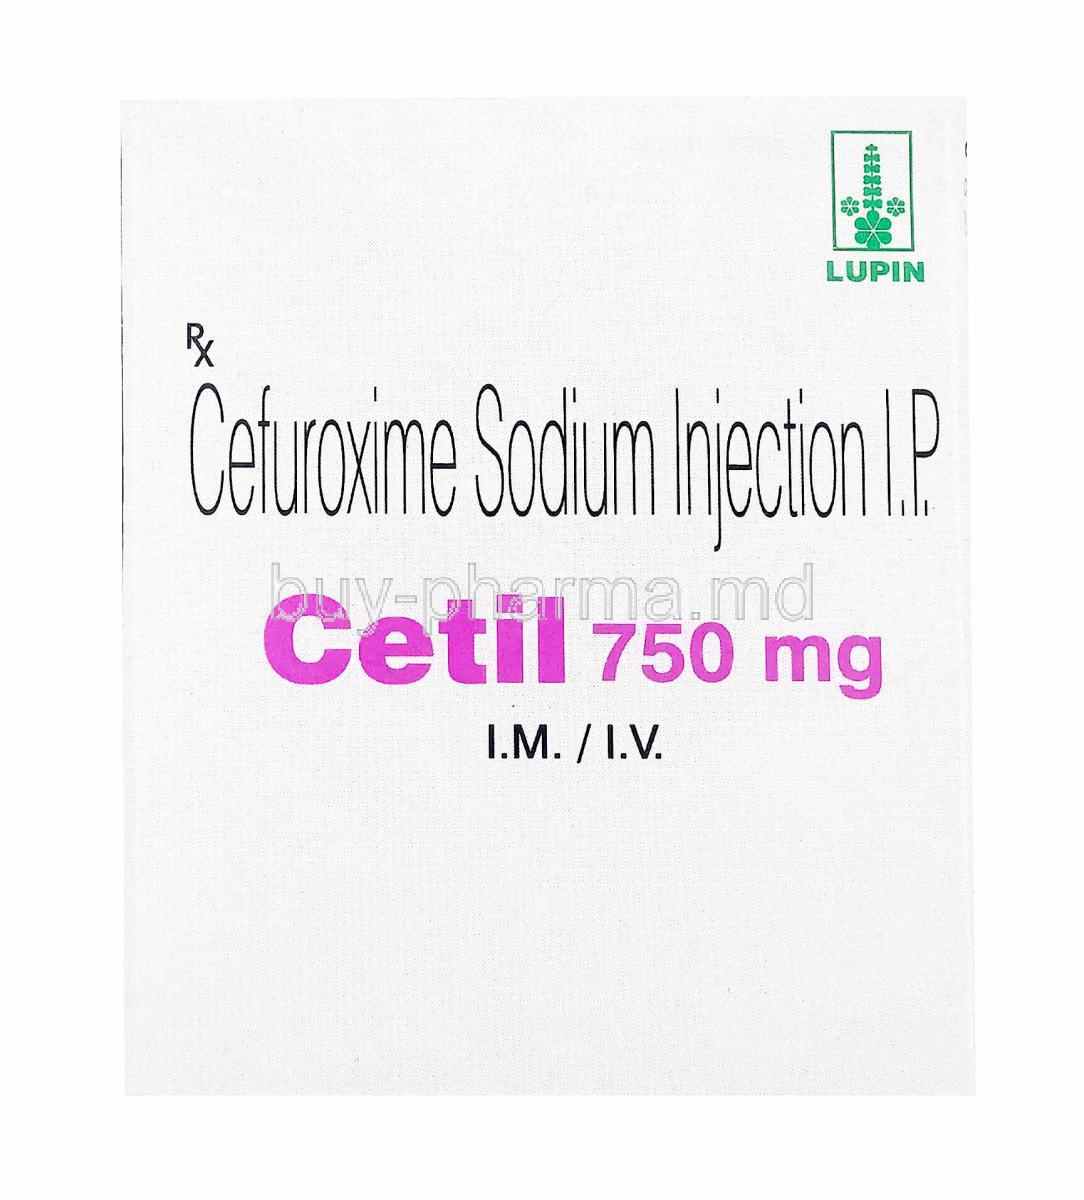 LUPIN
Rx
Cefuroxime Sodium Injection I.P.
buy-pharma.md
Cetil 750 mg
I.M. / I.V.